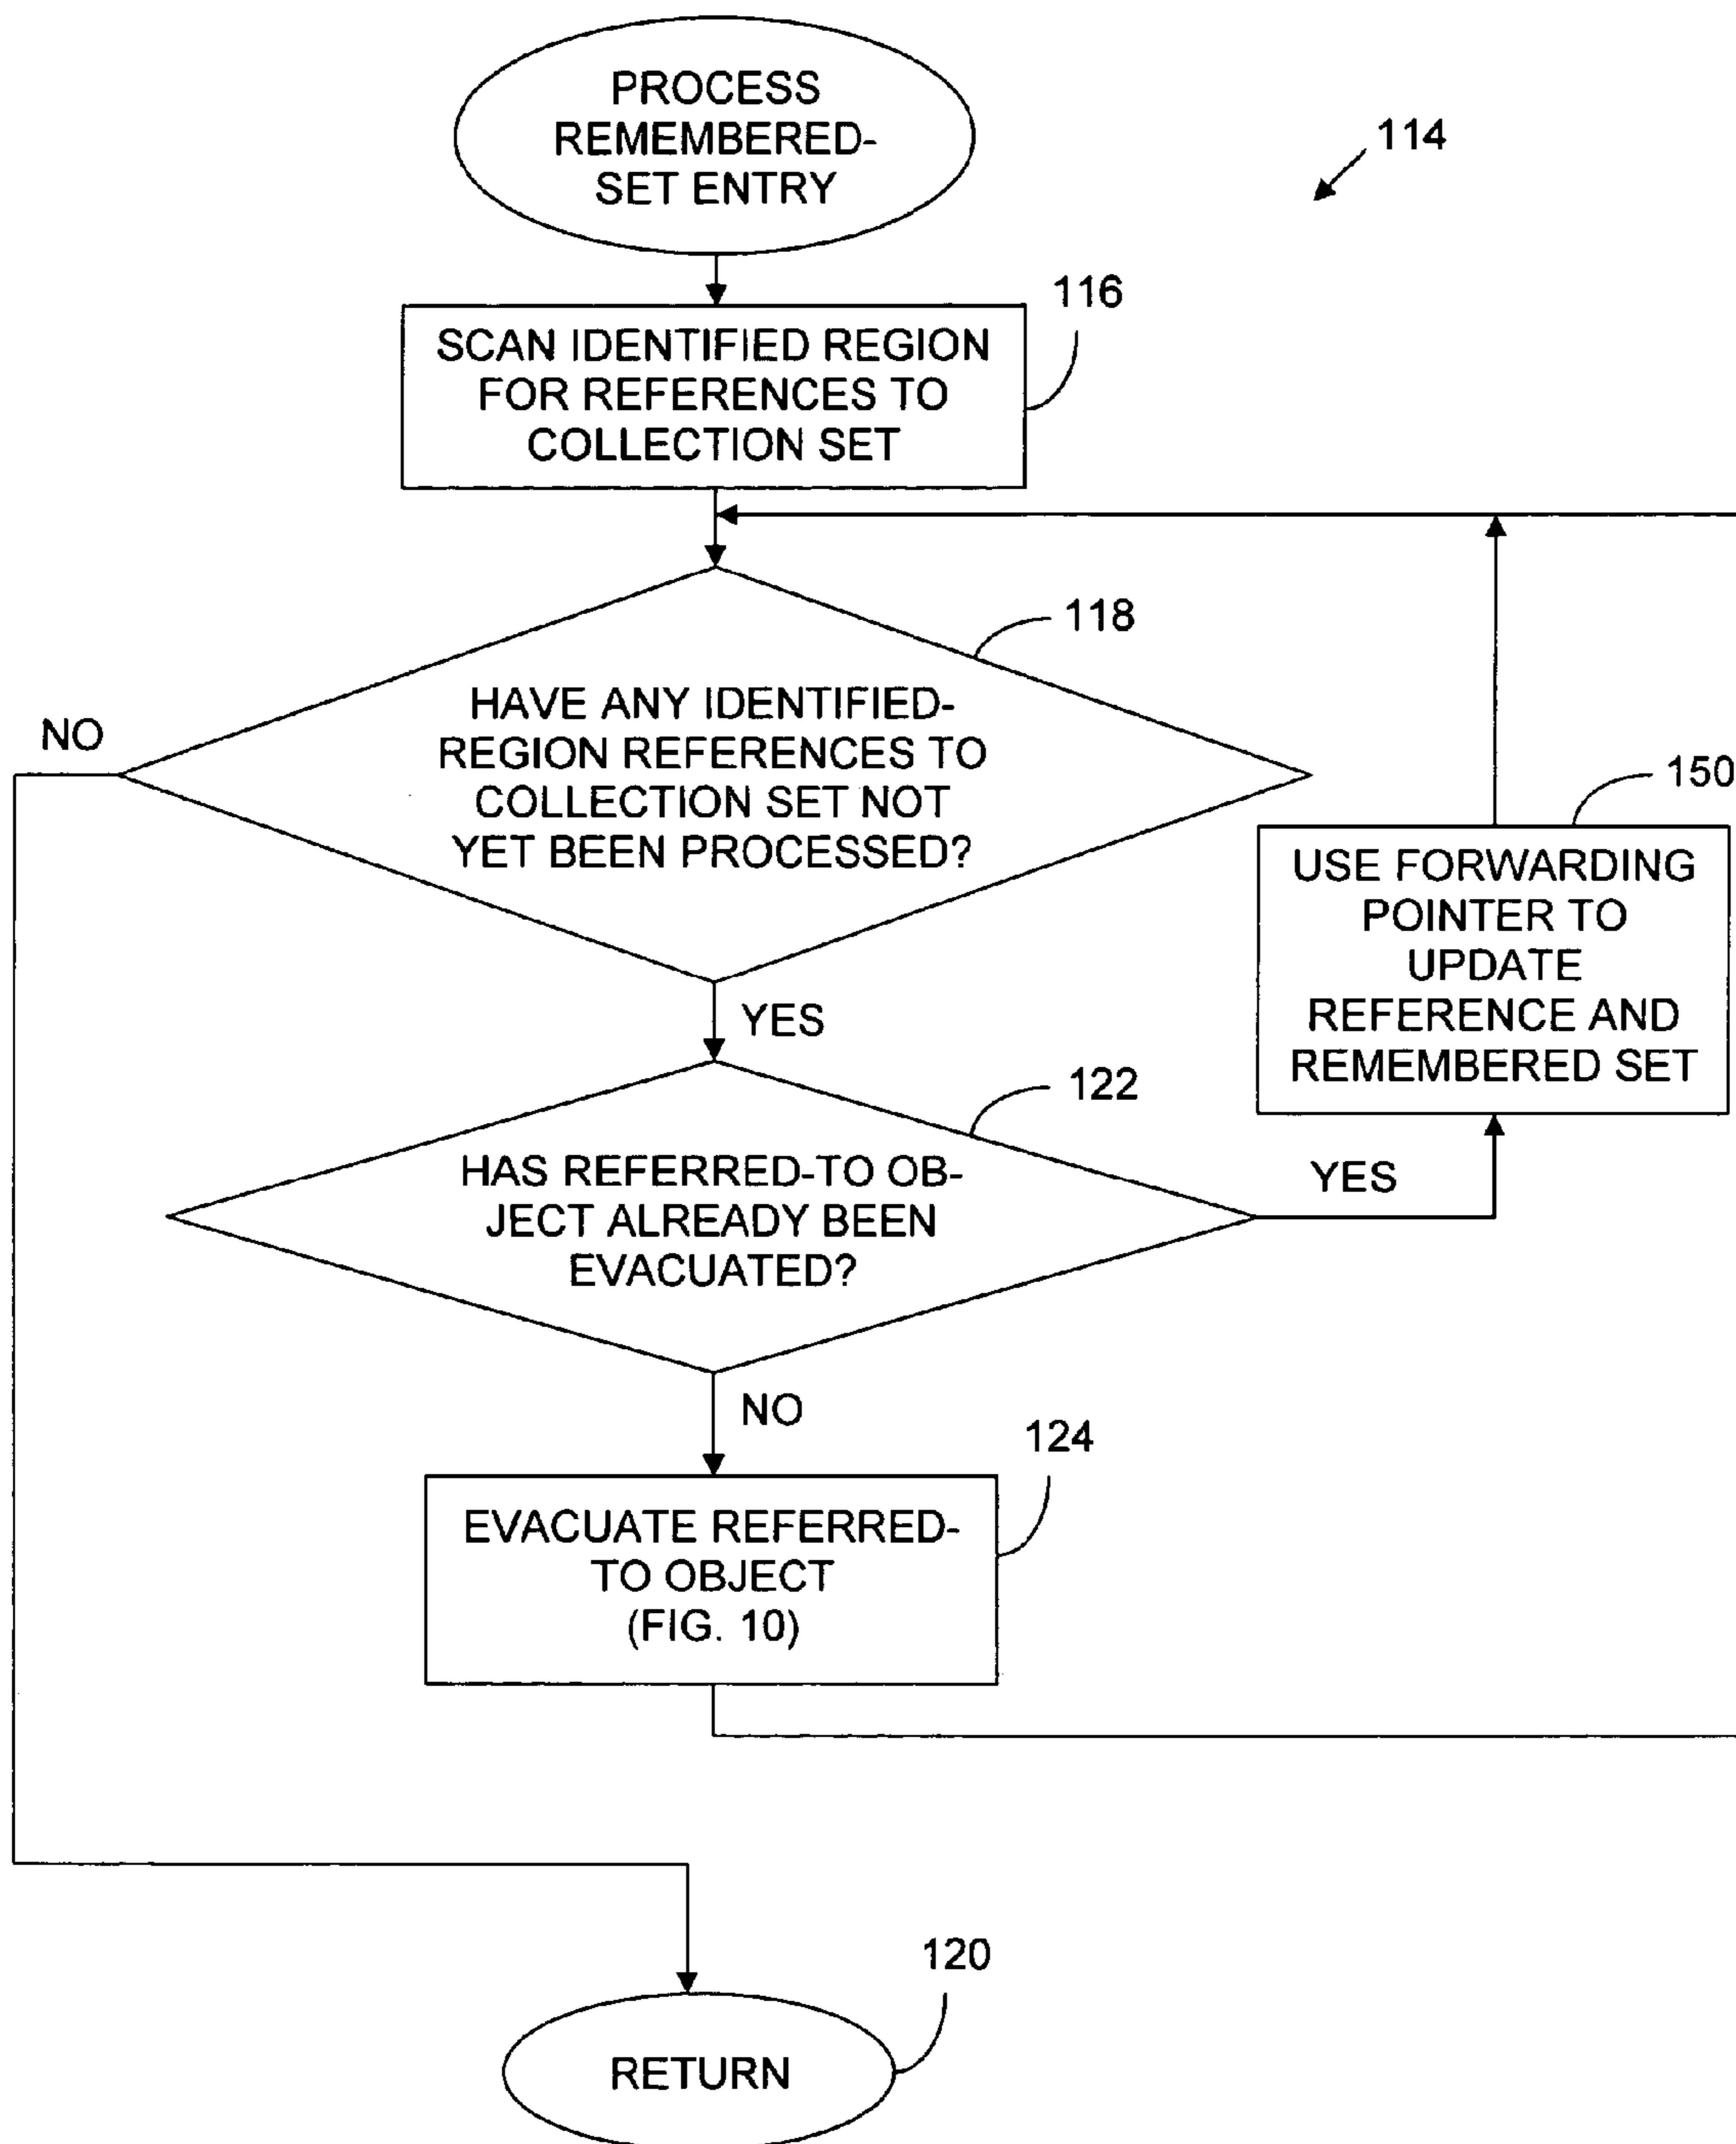 PROCESS
REMEMBERED-
SET ENTRY
114
116
SCAN IDENTIFIED REGION
FOR REFERENCES TO
COLLECTION SET
118
HAVE ANY IDENTIFIED-
REGION REFERENCES TO
COLLECTION SET NOT
YET BEEN PROCESSED?
NO
150
USE FORWARDING
POINTER TO
UPDATE
REFERENCE AND
REMEMBERED SET
YES
122
HAS REFERRED-TO OB-
JECT ALREADY BEEN
EVACUATED?
YES
NO
124
EVACUATE REFERRED-
TO OBJECT
(FIG. 10)
120
RETURN